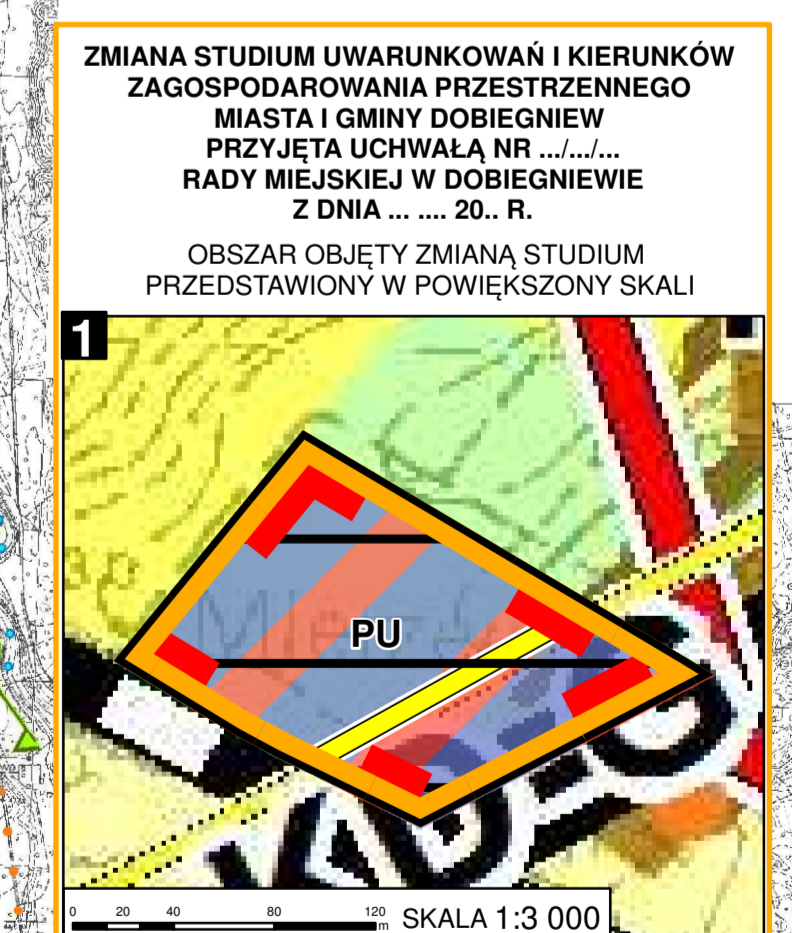 ZMIANA STUDIUM UWARUNKOWAŃ I KIERUNKÓW
ZAGOSPODAROWANIA PRZESTRZENNEGO
MIASTA I GMINY DOBIEGNIEW
PRZYJĘTA UCHWAŁĄ NR .../.../...
RADY MIEJSKIEJ W DOBIEGNIEWIE
Z DNIA ... .... 20.. R.
OBSZAR OBJĘTY ZMIANĄ STUDIUM
PRZEDSTAWIONY W POWIĘKSZONY SKALI
1
PU
0 20 40 80 120 m SKALA 1:3 000